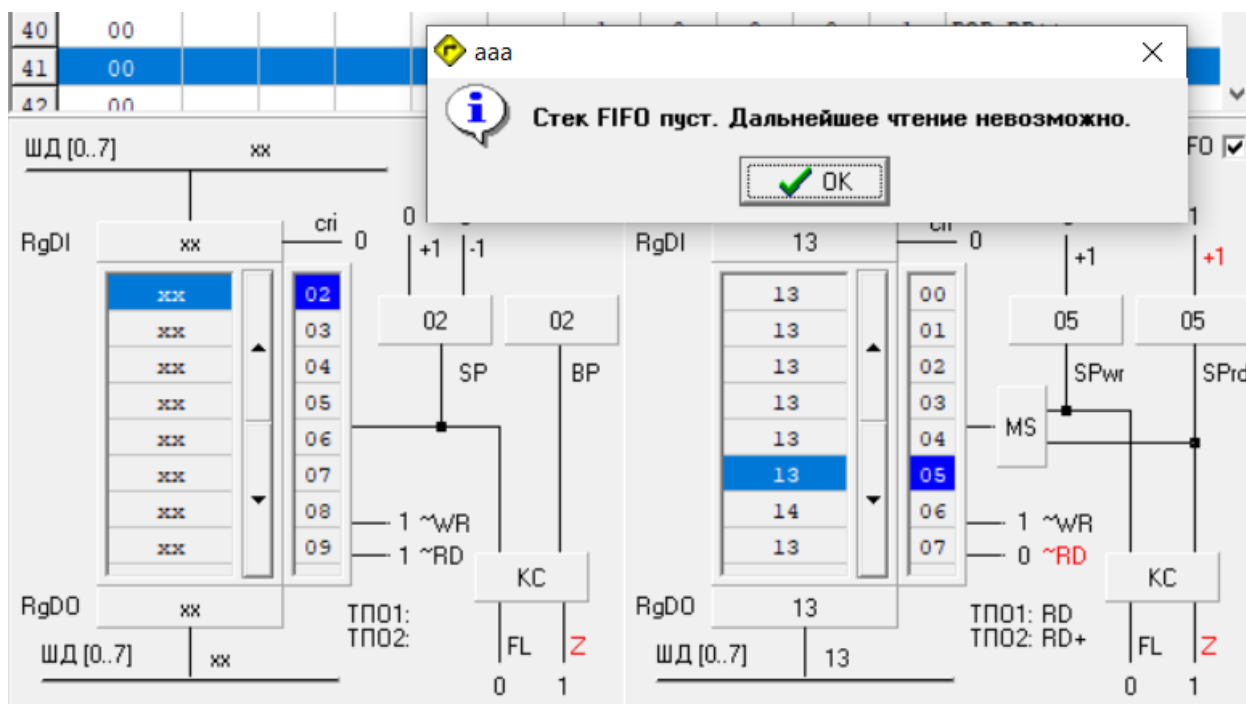 40 00
aaa
41 00
42 00
Стек FIFO пуст. Дальнейшее чтение невозможно.
OK
ШД [0..7] xx
FO
RgDI xx
cri 0
0
+1 -1
RgDI 13
0
+1
1
+1
xx 02
xx 03
xx 04
xx 05
xx 06
xx 07
xx 08
xx 09
02 02
SP BP
1 ~WR
1 ~RD
КС
13 00
13 01
13 02
13 03
13 04
13 05
14 06
13 07
05 05
SPwr SPrd
MS
1 ~WR
0 ~RD
КС
RgDO xx
ТПО1:
ТПО2:
FL Z
ШД [0..7] xx
0 1
RgDO 13
ТПО1: RD
ТПО2: RD+
FL Z
ШД [0..7] 13
0 1